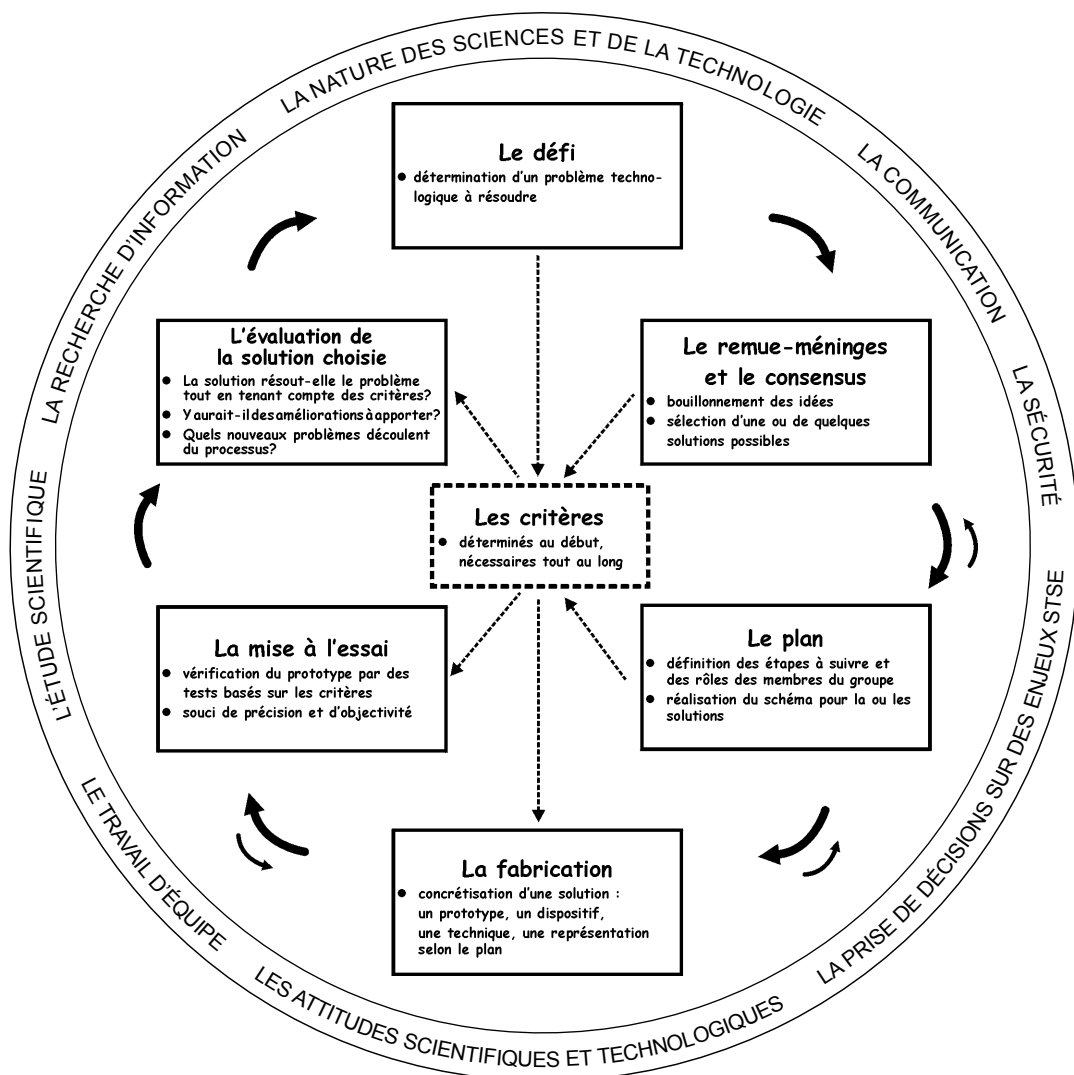 LA NATURE DES SCIENCES ET DE LA TECHNOLOGIE
LA COMMUNICATION
LA SÉCURITÉ
LA PRISE DE DÉCISIONS SUR DES ENJEUX STSE
LES ATTITUDES SCIENTIFIQUES ET TECHNOLOGIQUES
LE TRAVAIL D'ÉQUIPE
L'ÉTUDE SCIENTIFIQUE
LA RECHERCHE D'INFORMATION
Le défi
• détermination d'un problème techno-
logique à résoudre
Le remue-méninges
et le consensus
• bouillonnement des idées
• sélection d'une ou de quelques
solutions possibles
Le plan
• définition des étapes à suivre et
des rôles des membres du groupe
• réalisation du schéma pour la ou les
solutions
La fabrication
• concrétisation d'une solution :
un prototype, un dispositif,
une technique, une représentation
selon le plan
La mise à l'essai
• vérification du prototype par des
tests basés sur les critères
• souci de précision et d'objectivité
L'évaluation de
la solution choisie
• La solution résout-elle le problème
tout en tenant compte des critères?
• Y aurait-il des améliorations à apporter?
• Quels nouveaux problèmes découlent
du processus?
Les critères
• déterminés au début,
nécessaires tout au long